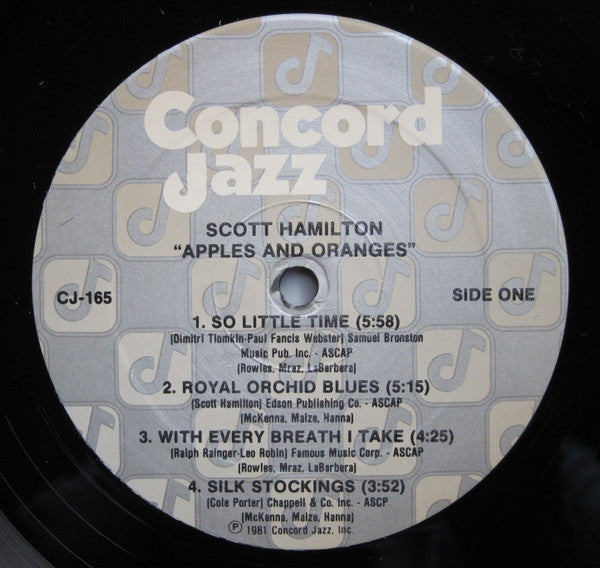 Concord
Jazz
SCOTT HAMILTON
"APPLES AND ORANGES"
CJ-165
SIDE ONE
1. SO LITTLE TIME (5:58)
(Dimitri Tiomkin-Paul Fancis Webster) Samuel Bronston
Music Pub. Inc. - ASCAP
(Rowles, Mraz, LaBarbera)
2. ROYAL ORCHID BLUES (5:15)
(Scott Hamilton) Edson Publishing Co. - ASCAP
(McKenna, Maize, Hanna)
3. WITH EVERY BREATH I TAKE (4:25)
(Ralph Rainger-Leo Robin) Famous Music Corp. - ASCAP
(Rowles, Mraz, LaBarbera)
4. SILK STOCKINGS (3:52)
(Cole Porter) Chappell & Co. Inc. - ASCP
(McKenna, Maize, Hanna)
℗ 1981 Concord Jazz, Inc.